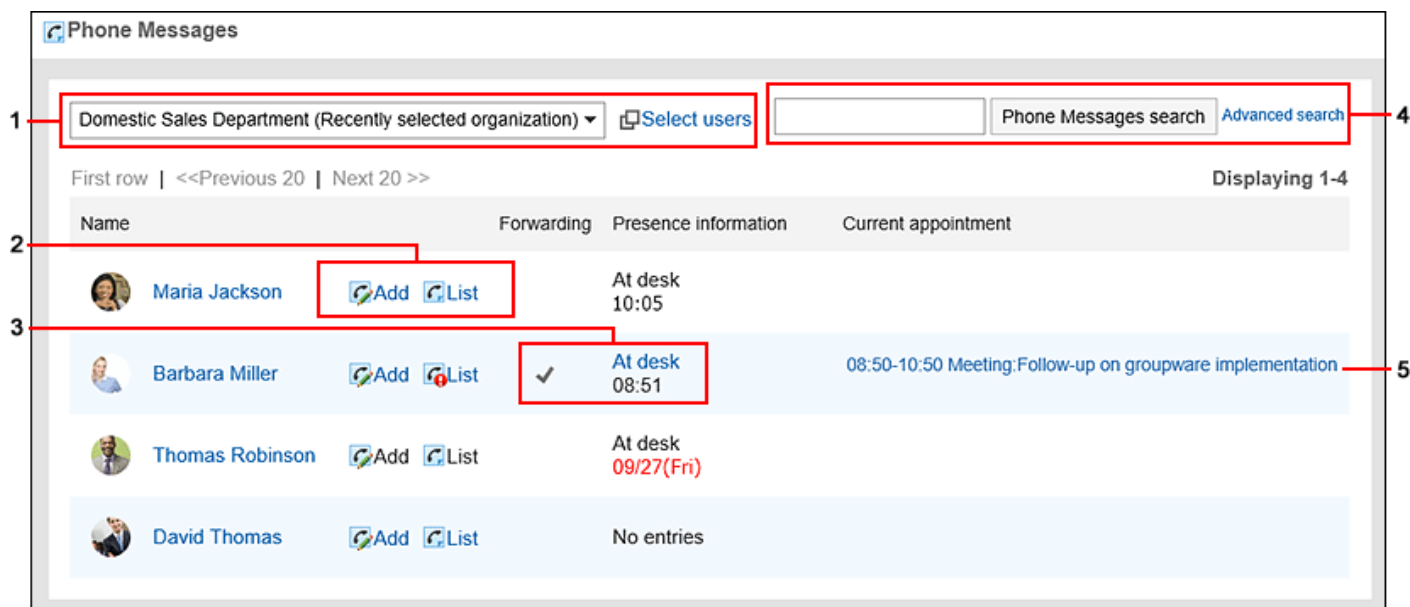 Phone Messages
1
Domestic Sales Department (Recently selected organization)
Select users
Phone Messages search
Advanced search
4
First row | <<Previous 20 | Next 20 >>
Displaying 1-4
Name Forwarding Presence information Current appointment
2
Maria Jackson Add List At desk
10:05
3
Barbara Miller Add List At desk 08:50-10:50 Meeting:Follow-up on groupware implementation 5
08:51
Thomas Robinson Add List At desk
09/27(Fri)
David Thomas Add List No entries